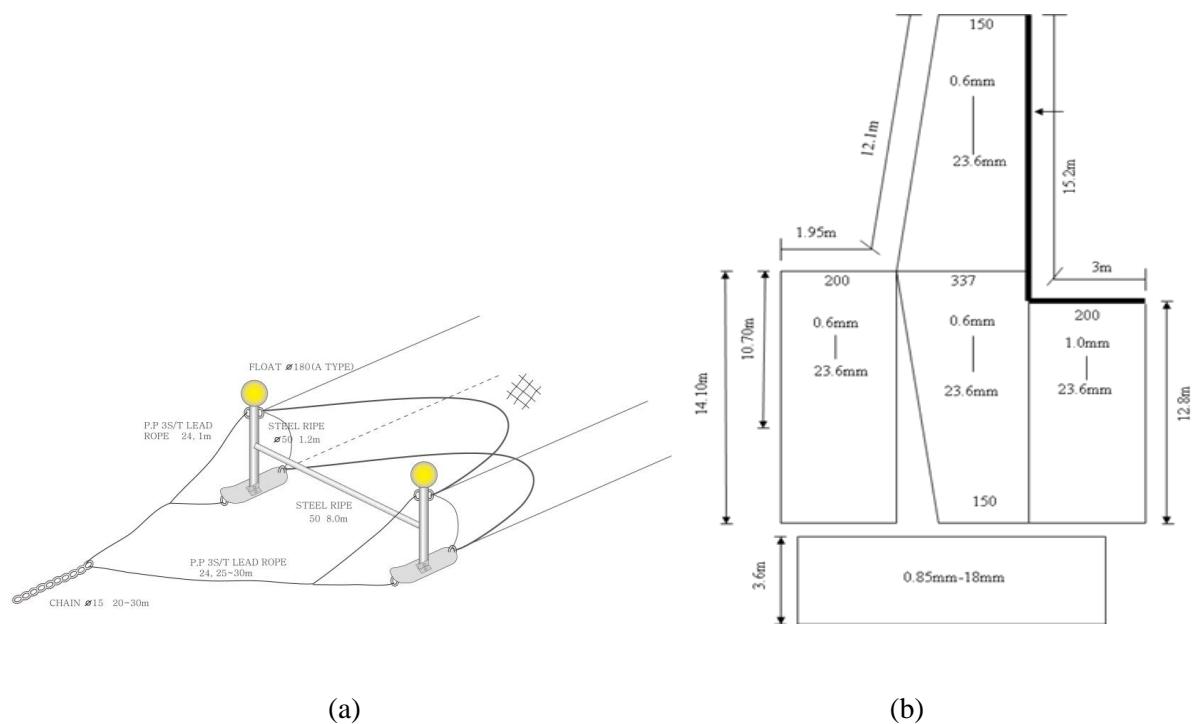 FLOAT ø180(A TYPE)
P.P 3S/T LEAD
ROPE 24, 1m
STEEL RIPE
ø50 1.2m
STEEL RIPE
50 8.0m
P.P 3S/T LEAD ROPE
24, 25~30m
CHAIN ø15 20~30m
(a)
150
0.6mm
23.6mm
12.1m
15.2m
1.95m
3m
200
0.6mm
23.6mm
337
0.6mm
23.6mm
150
200
1.0mm
23.6mm
14.10m
10.70m
12.8m
3.6m
0.85mm-18mm
(b)